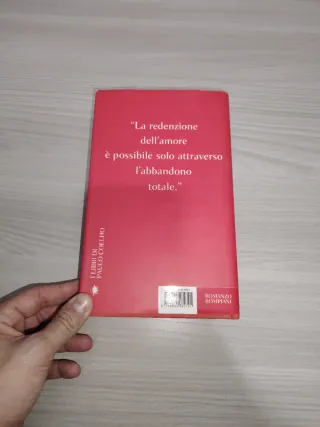 “La redenzione
dell’amore
è possibile solo attraverso
l’abbandono
totale.”
I LIBRI DI
PAULO COELHO
ROMANZO
BOMPIANI